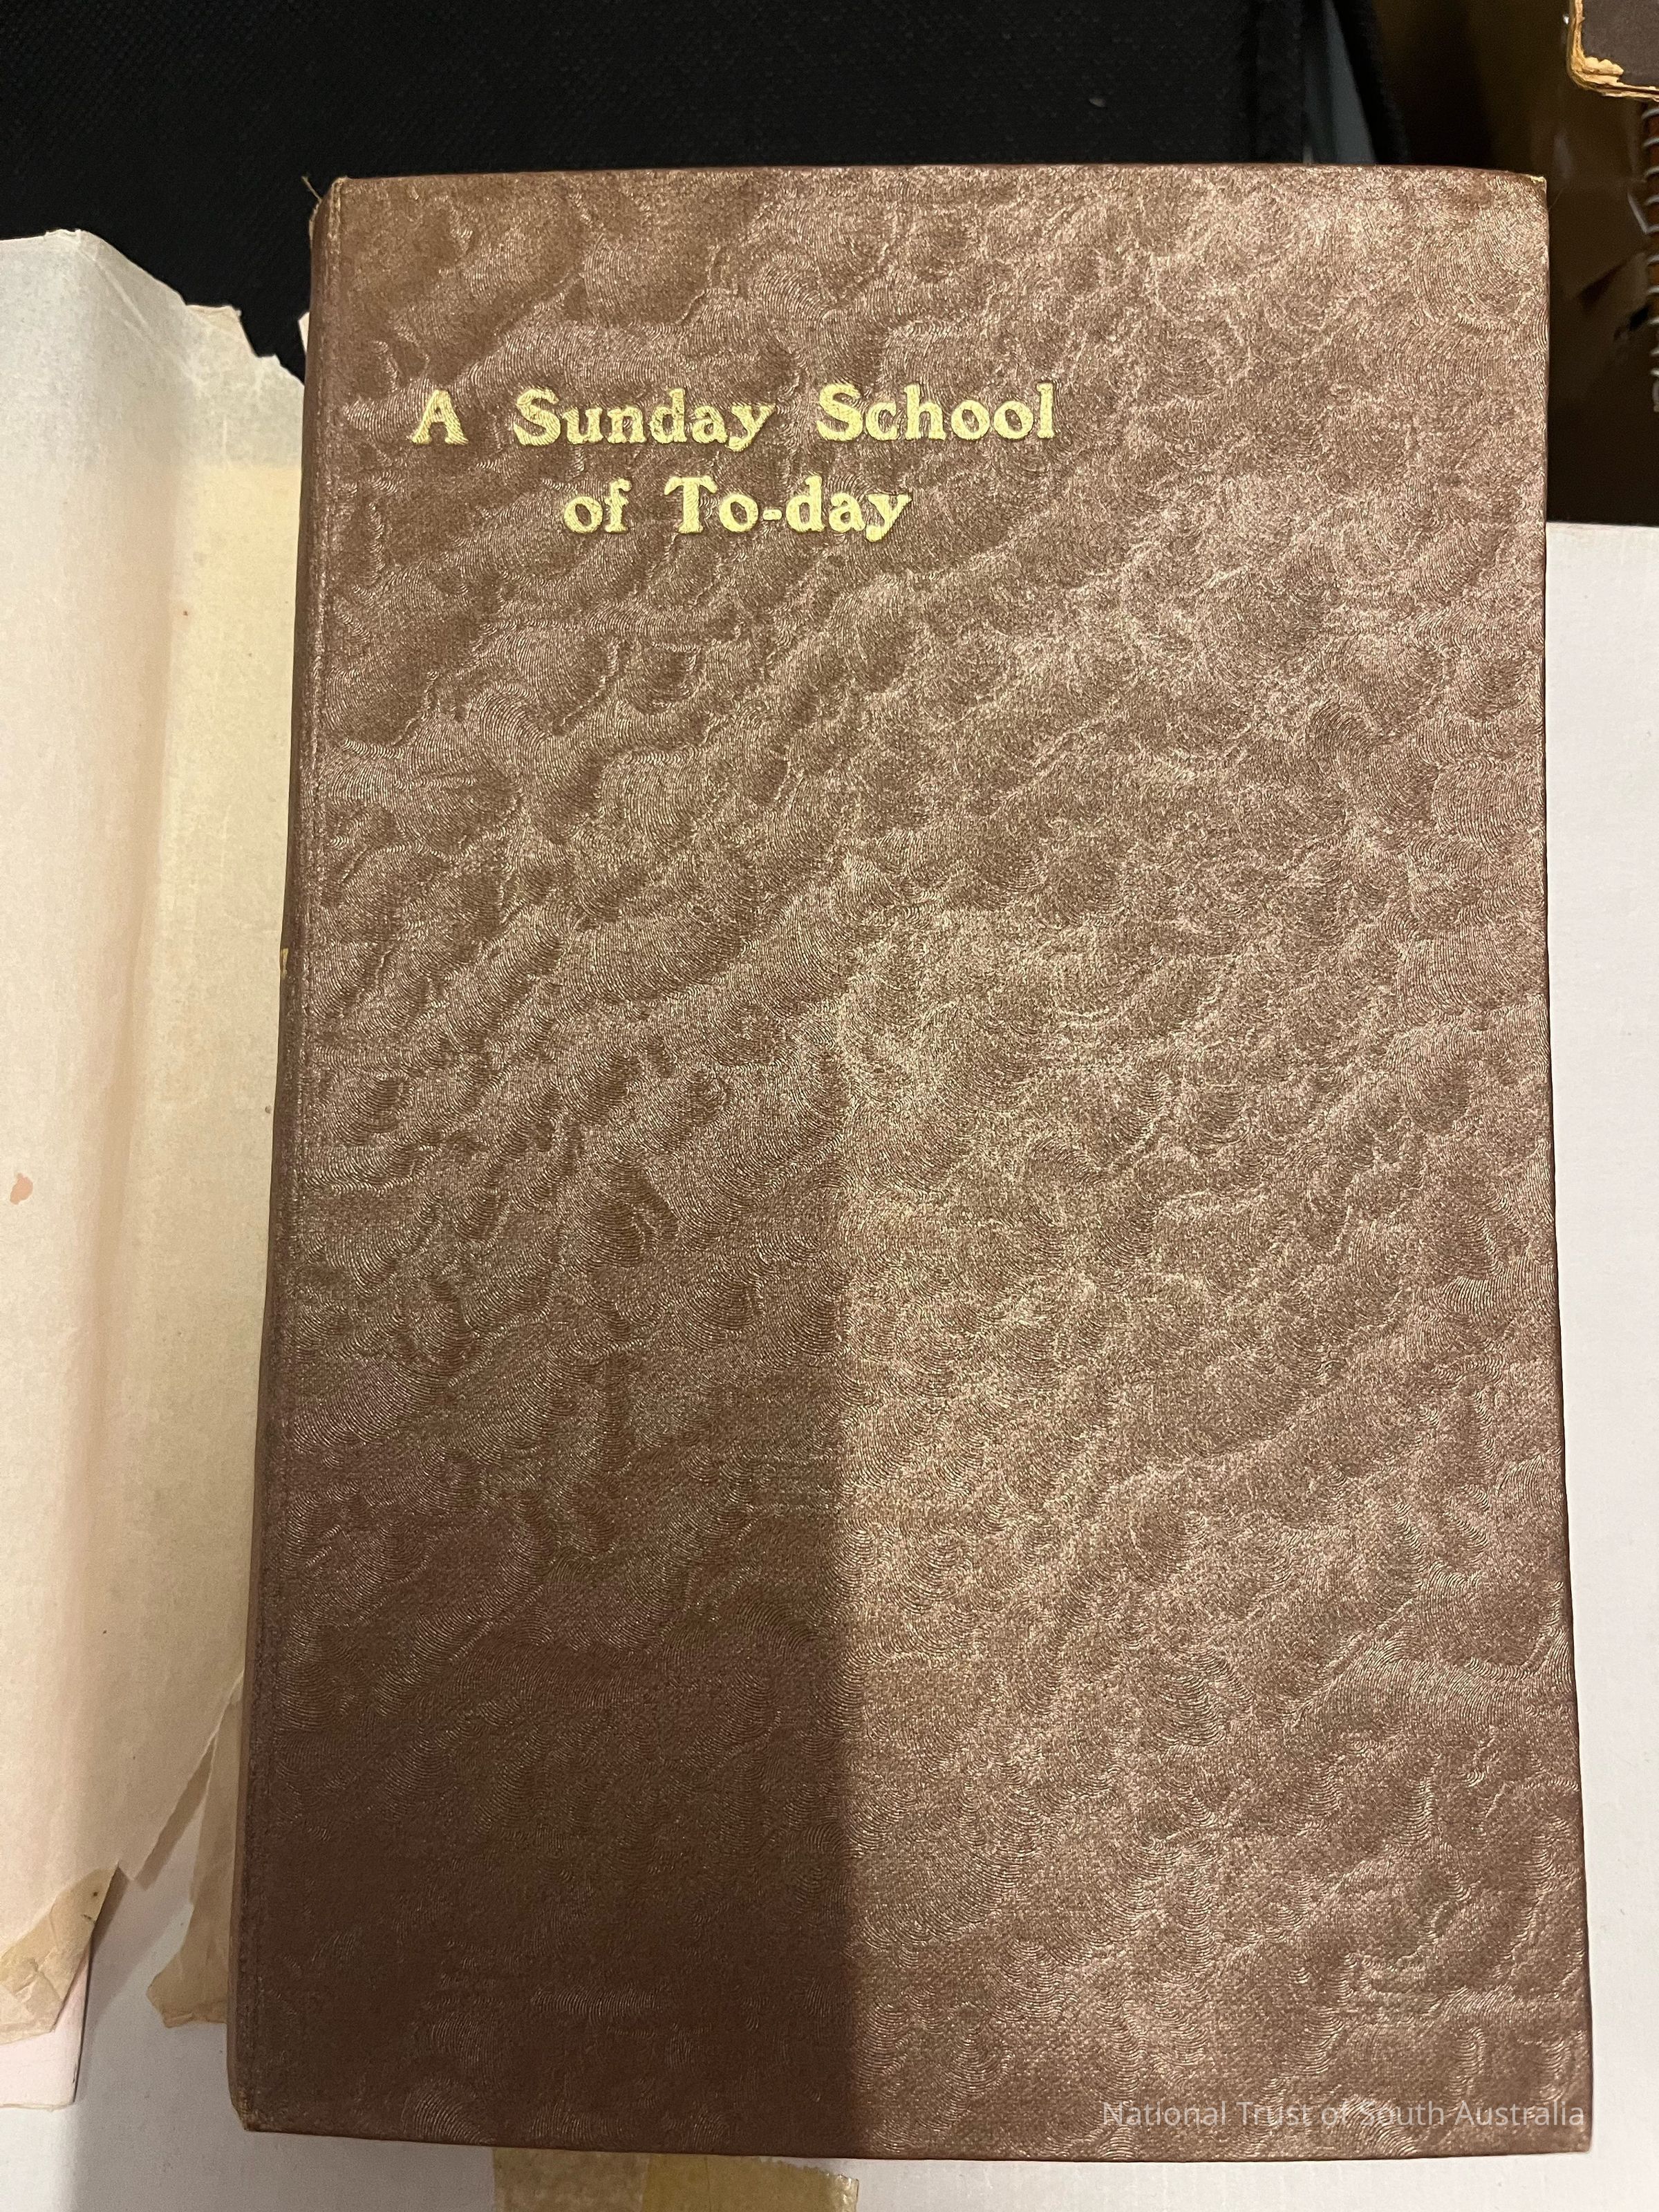 A Sunday School
of To-day
National Trust of South Australia